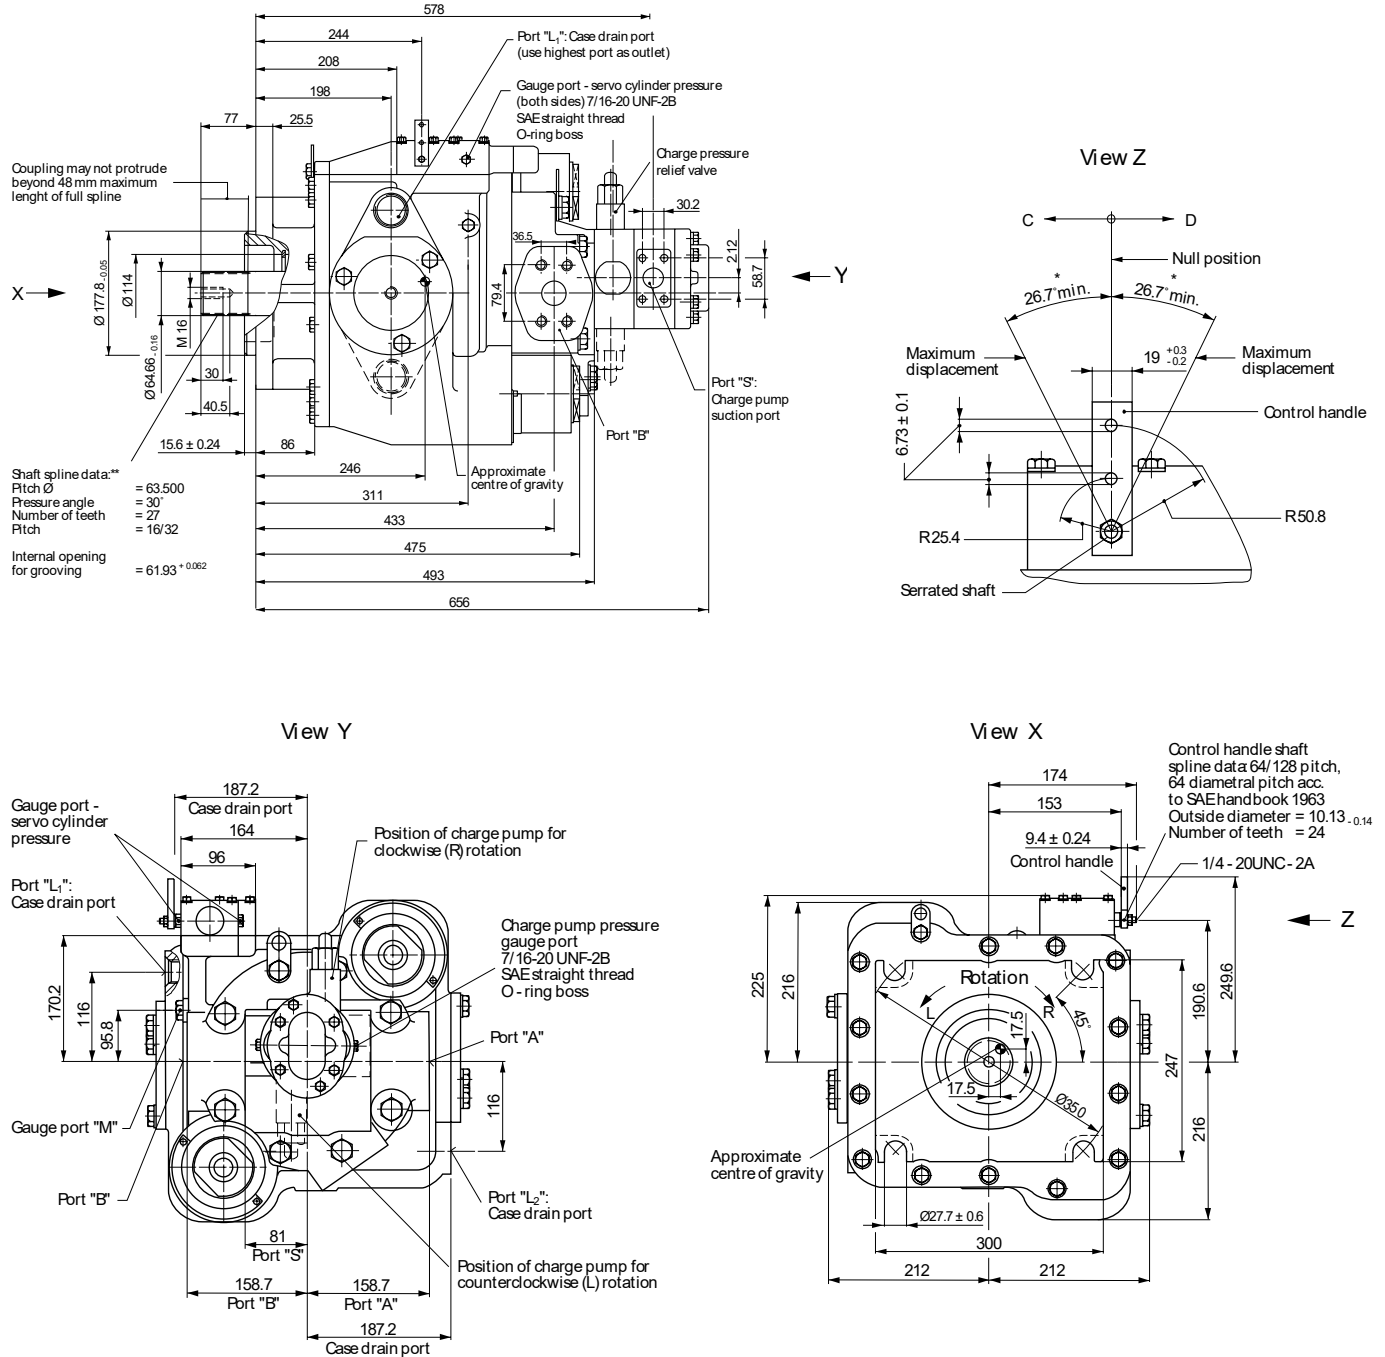 578
244
Port "L₁": Case drain port
(use highest port as outlet)
208
Gauge port - servo cylinder pressure
(both sides) 7/16-20 UNF-2B
SAE straight thread
O-ring boss
198
77
25.5
Coupling may not protrude
beyond 48 mm maximum
lenght of full spline
Charge pressure
relief valve
30.2
36.5
2.12
58.7
79.4
X
Y
Ø 177.8 -0.05
Ø 114
M 16
Ø 64.66 -0.16
30
40.5
15.6 ± 0.24
86
Port "S":
Charge pump
suction port
Port "B"
246
Approximate
centre of gravity
311
433
475
493
656
Shaft spline data:**
Pitch Ø = 63.500
Pressure angle = 30°
Number of teeth = 27
Pitch = 16/32
Internal opening
for grooving = 61.93 + 0.062
View Z
C
D
Null position
*
*
26.7° min.
26.7° min.
Maximum
displacement
19 +0.3 -0.2
Maximum
displacement
6.73 ± 0.1
Control handle
R25.4
R50.8
Serrated shaft
View Y
187.2
Case drain port
Gauge port -
servo cylinder
pressure
164
96
Position of charge pump for
clockwise (R) rotation
Port "L₁":
Case drain port
Charge pump pressure
gauge port
7/16-20 UNF-2B
SAE straight thread
O - ring boss
170.2
116
95.8
Port "A"
116
Gauge port "M"
Port "B"
Port "L₂":
Case drain port
81
Port "S"
Position of charge pump for
counterclockwise (L) rotation
158.7
Port "B"
158.7
Port "A"
187.2
Case drain port
View X
Control handle shaft
spline data: 64/128 pitch,
64 diametral pitch acc.
to SAE handbook 1963
Outside diameter = 10.13 - 0.14
Number of teeth = 24
174
153
9.4 ± 0.24
Control handle
1/4 - 20UNC - 2A
Z
225
216
Rotation
L
R
45°
17.5
17.5
190.6
249.6
247
216
Ø350
Approximate
centre of gravity
Ø27.7 ± 0.6
300
212
212